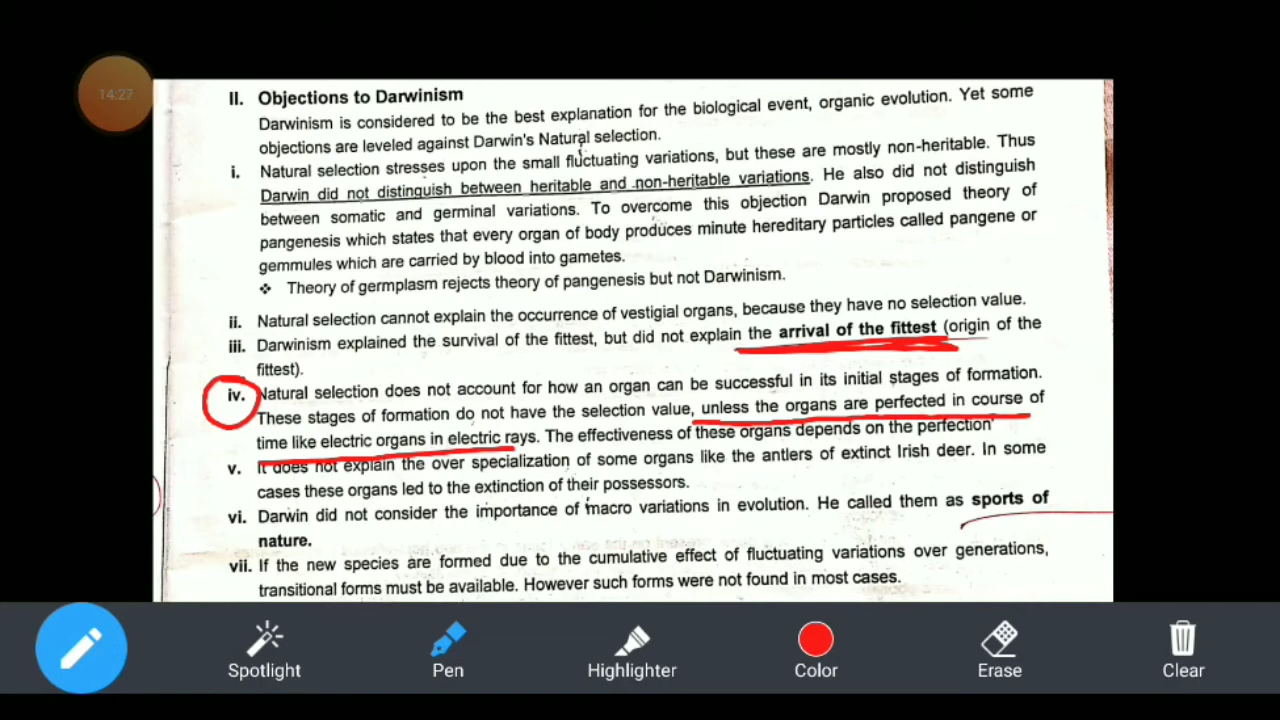 14:27
II. Objections to Darwinism
Darwinism is considered to be the best explanation for the biological event, organic evolution. Yet some
objections are leveled against Darwin's Natural selection.
i. Natural selection stresses upon the small fluctuating variations, but these are mostly non-heritable. Thus
Darwin did not distinguish between heritable and non-heritable variations. He also did not distinguish
between somatic and germinal variations. To overcome this objection Darwin proposed theory of
pangenesis which states that every organ of body produces minute hereditary particles called pangene or
gemmules which are carried by blood into gametes.
❖ Theory of germplasm rejects theory of pangenesis but not Darwinism.
ii. Natural selection cannot explain the occurrence of vestigial organs, because they have no selection value.
iii. Darwinism explained the survival of the fittest, but did not explain the arrival of the fittest (origin of the
fittest).
iv. Natural selection does not account for how an organ can be successful in its initial stages of formation.
These stages of formation do not have the selection value, unless the organs are perfected in course of
time like electric organs in electric rays. The effectiveness of these organs depends on the perfection
v. It does not explain the over specialization of some organs like the antlers of extinct Irish deer. In some
cases these organs led to the extinction of their possessors.
vi. Darwin did not consider the importance of macro variations in evolution. He called them as sports of
nature.
vii. If the new species are formed due to the cumulative effect of fluctuating variations over generations,
transitional forms must be available. However such forms were not found in most cases.
Spotlight Pen Highlighter Color Erase Clear